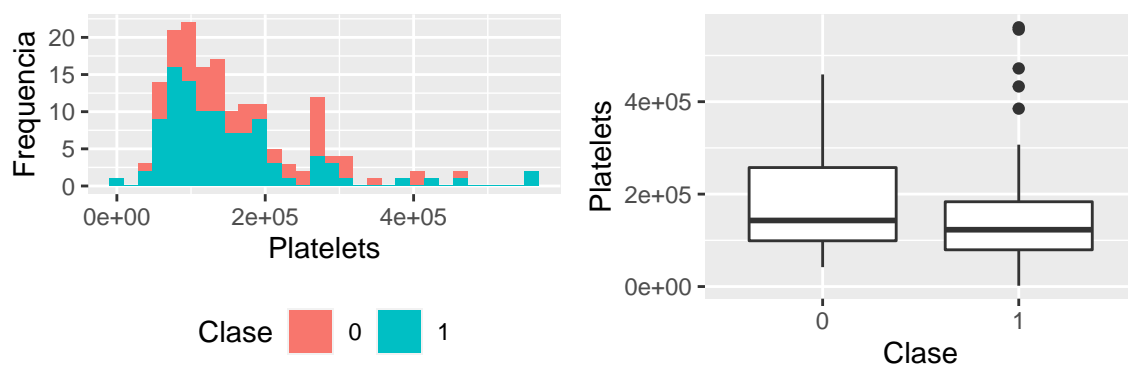 Frequencia
20
15
10
5
0
0e+00 2e+05 4e+05
Platelets
Clase 0 1
Platelets
4e+05
2e+05
0e+00
0 1
Clase